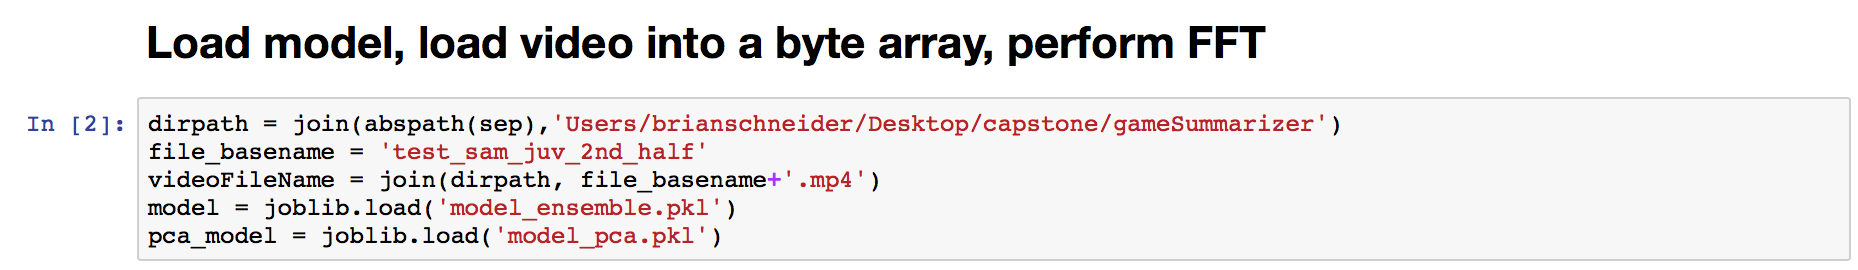 Load model, load video into a byte array, perform FFT
In [2]:
dirpath = join(abspath(sep),'Users/brianschneider/Desktop/capstone/gameSummarizer')
file_basename = 'test_sam_juv_2nd_half'
videoFileName = join(dirpath, file_basename+'.mp4')
model = joblib.load('model_ensemble.pkl')
pca_model = joblib.load('model_pca.pkl')